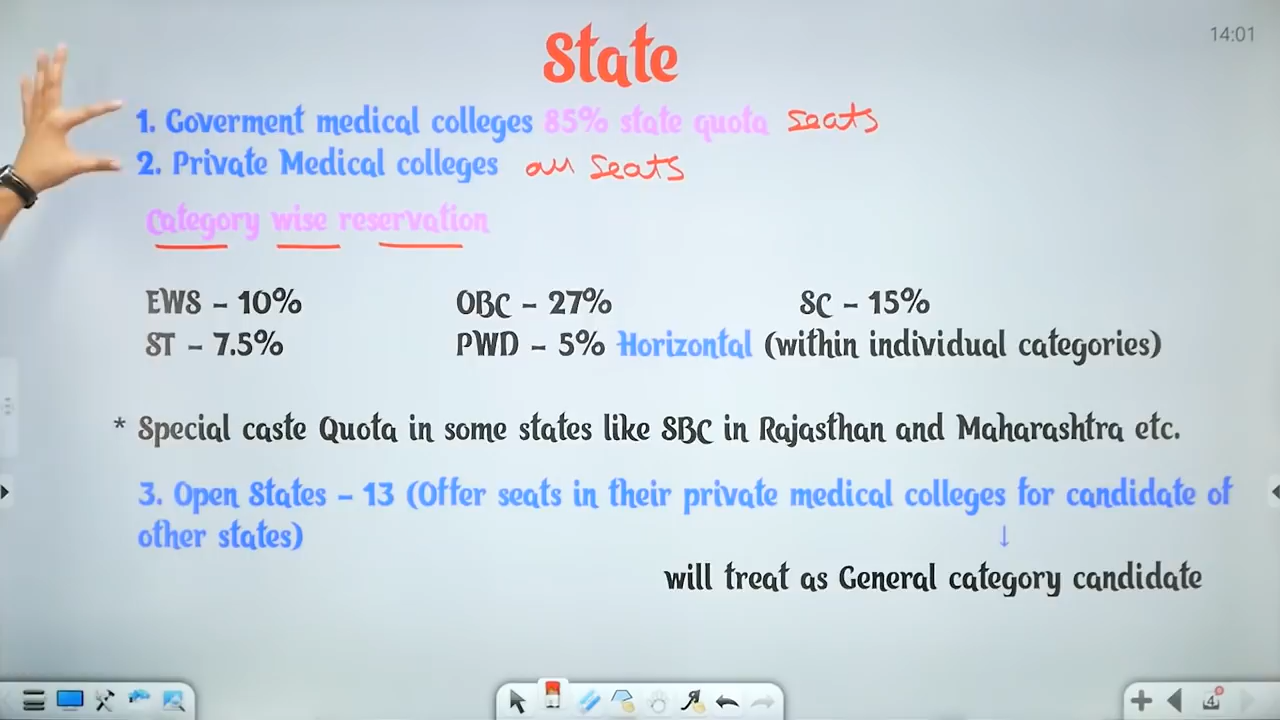 14:01
State
1. Goverment medical colleges 85% state quota seats
2. Private Medical colleges all seats
Category wise reservation
EWS - 10% OBC - 27% SC - 15%
ST - 7.5% PWD - 5% Horizontal (within individual categories)
* Special caste Quota in some states like SBC in Rajasthan and Maharashtra etc.
3. Open States - 13 (Offer seats in their private medical colleges for candidate of
other states)
↓
will treat as General category candidate
4